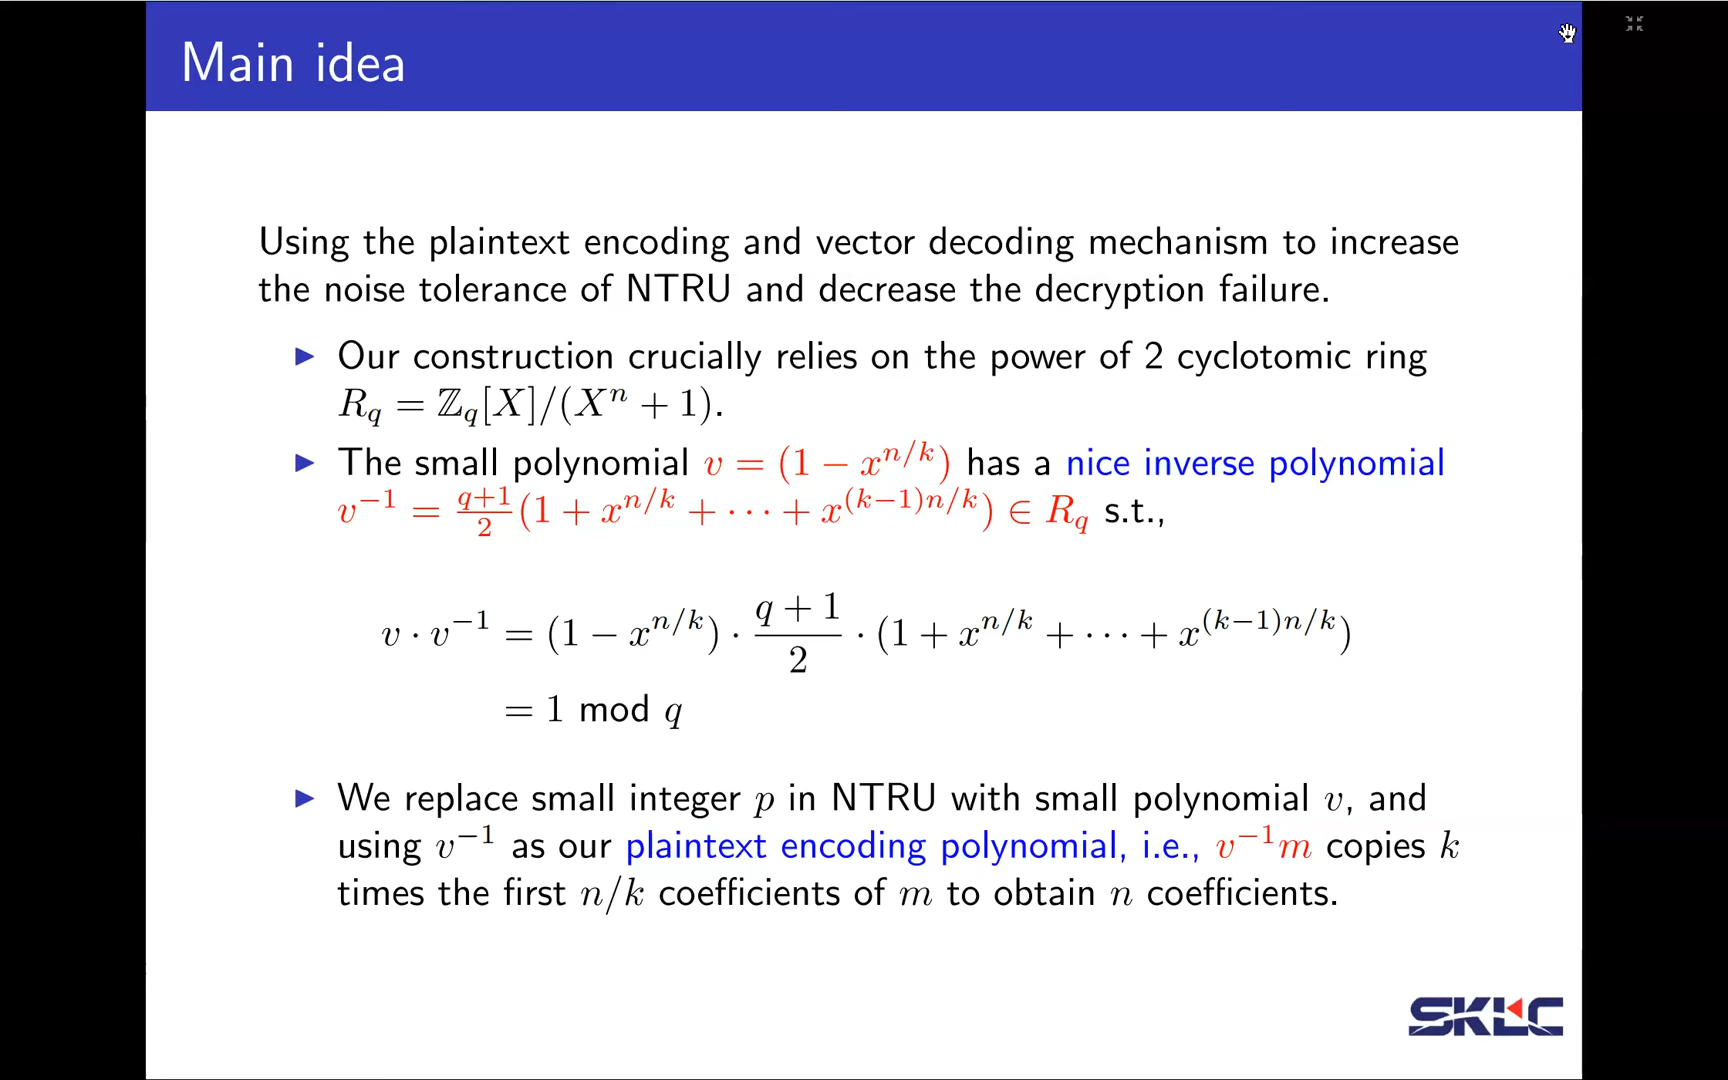 Main idea
Using the plaintext encoding and vector decoding mechanism to increase
the noise tolerance of NTRU and decrease the decryption failure.
▶ Our construction crucially relies on the power of 2 cyclotomic ring
R_q = ℤ_q[X]/(X^n + 1).
▶ The small polynomial v = (1 − x^{n/k}) has a nice inverse polynomial
v^{−1} = \frac{q+1}{2}(1 + x^{n/k} + ⋯ + x^{(k−1)n/k}) ∈ R_q s.t.,
v · v^{−1} = (1 − x^{n/k}) · \frac{q + 1}{2} · (1 + x^{n/k} + ⋯ + x^{(k−1)n/k})
= 1 mod q
▶ We replace small integer p in NTRU with small polynomial v, and
using v^{−1} as our plaintext encoding polynomial, i.e., v^{−1}m copies k
times the first n/k coefficients of m to obtain n coefficients.
SKLC